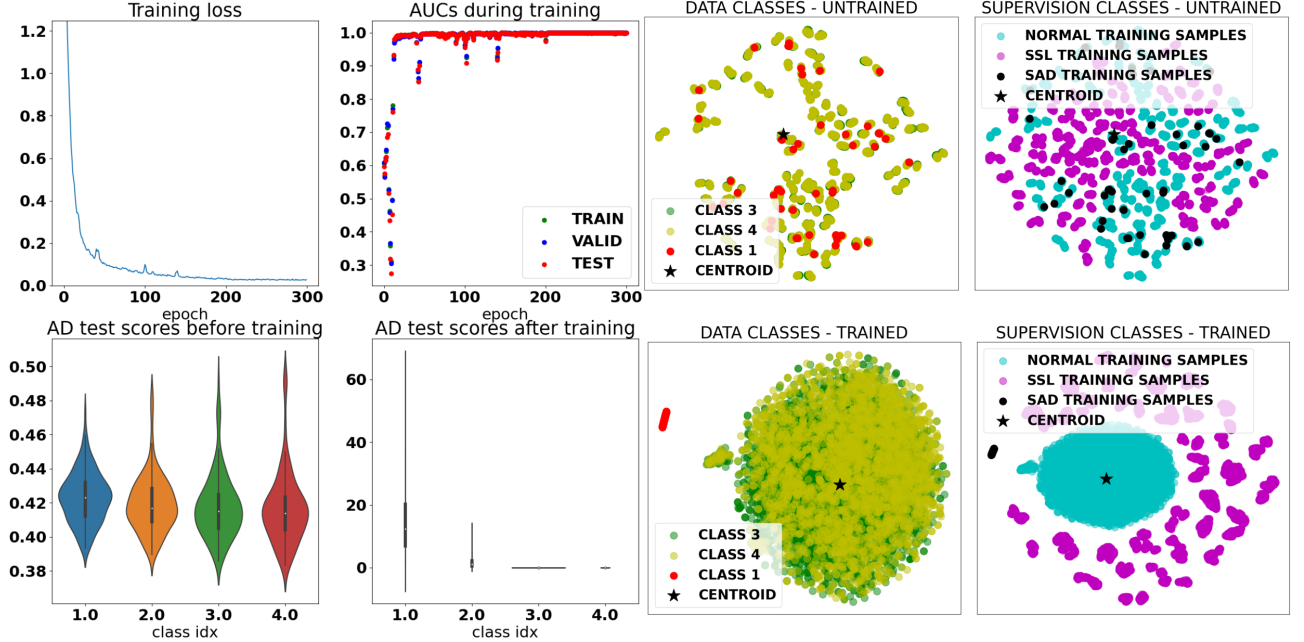 Training loss
1.2
1.0
0.8
0.6
0.4
0.2
0.0
0
100
200
300
epoch
AUCs during training
1.0
0.9
0.8
0.7
0.6
0.5
0.4
0.3
TRAIN
VALID
TEST
0
100
200
300
epoch
DATA CLASSES - UNTRAINED
CLASS 3
CLASS 4
CLASS 1
CENTROID
SUPERVISION CLASSES - UNTRAINED
NORMAL TRAINING SAMPLES
SSL TRAINING SAMPLES
SAD TRAINING SAMPLES
CENTROID
AD test scores before training
0.50
0.48
0.46
0.44
0.42
0.40
0.38
1.0
2.0
3.0
4.0
class idx
AD test scores after training
60
40
20
0
1.0
2.0
3.0
4.0
class idx
DATA CLASSES - TRAINED
CLASS 3
CLASS 4
CLASS 1
CENTROID
SUPERVISION CLASSES - TRAINED
NORMAL TRAINING SAMPLES
SSL TRAINING SAMPLES
SAD TRAINING SAMPLES
CENTROID